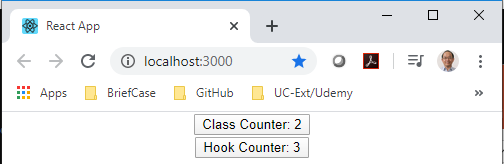 React App
localhost:3000
Apps BriefCase GitHub UC-Ext/Udemy
Class Counter: 2
Hook Counter: 3